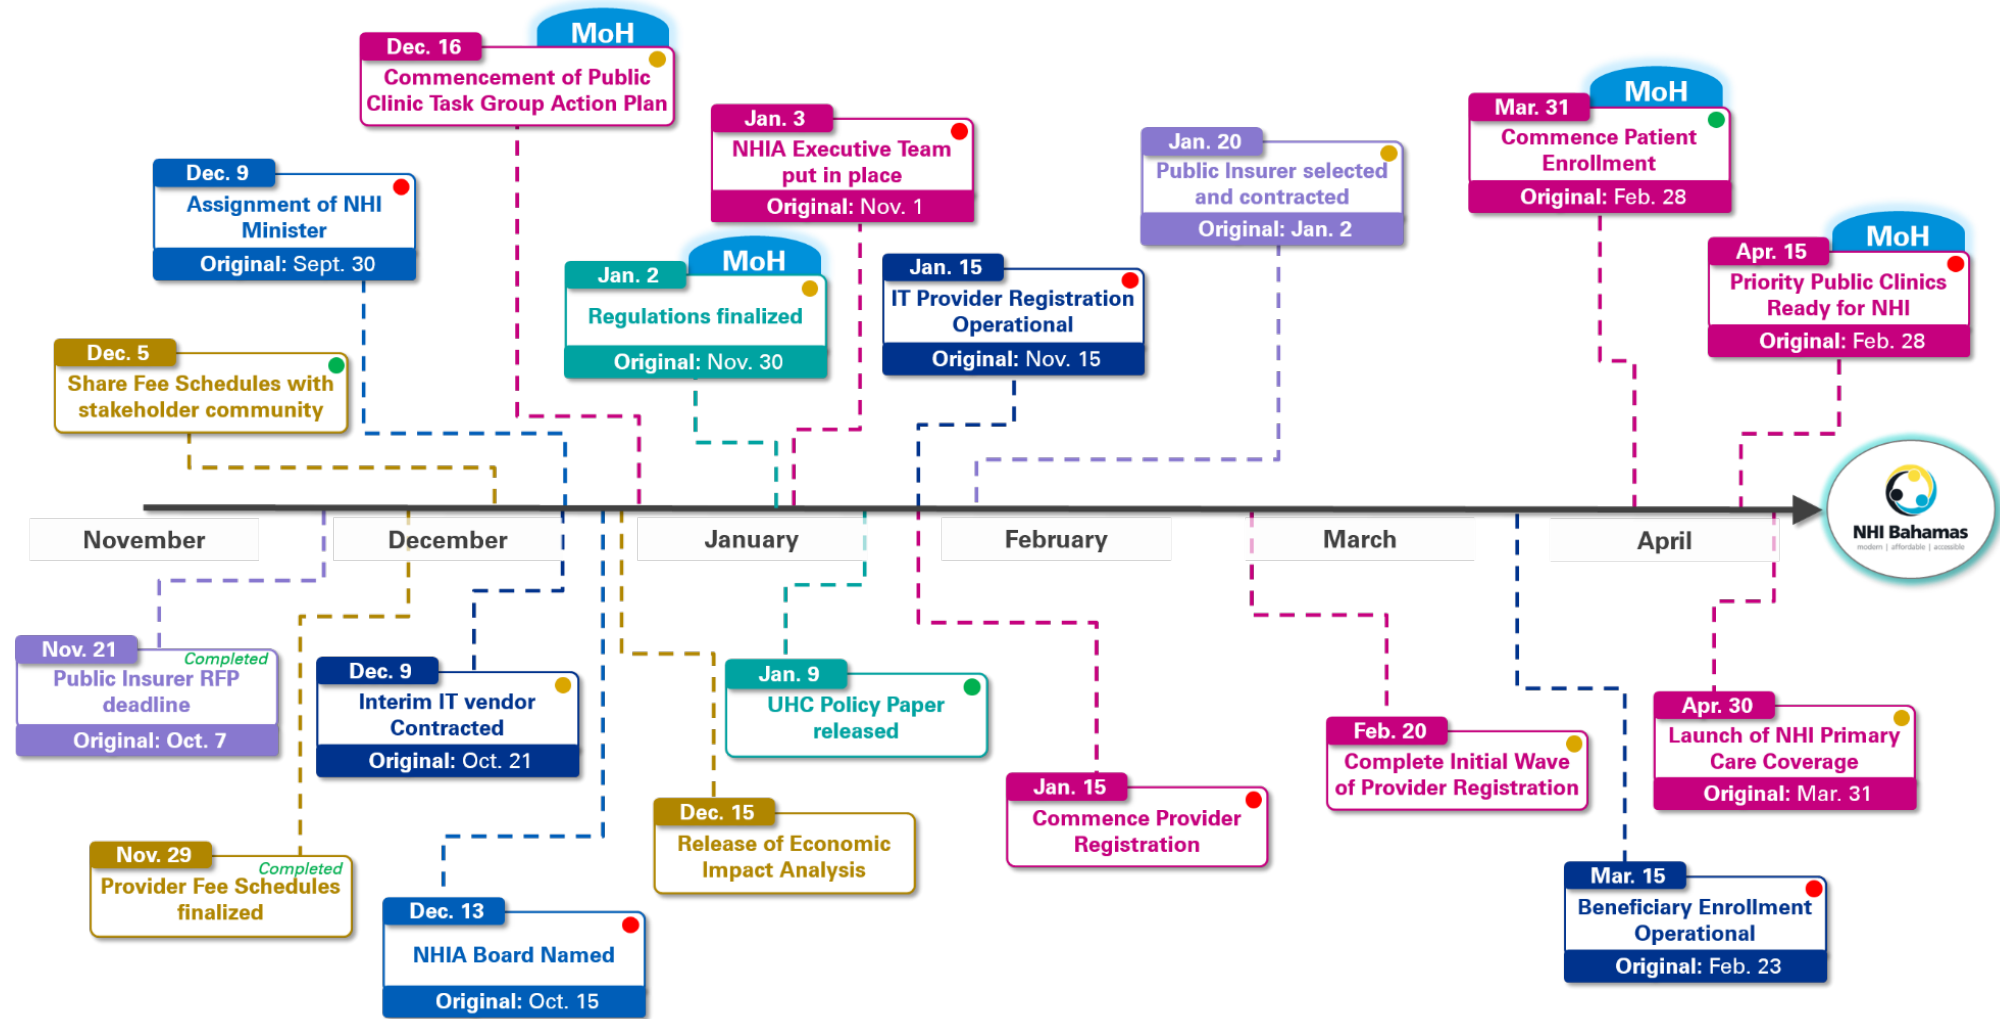 MoH
Dec. 16
Commencement of Public
Clinic Task Group Action Plan
Jan. 3
NHIA Executive Team
put in place
Original: Nov. 1
MoH
Mar. 31
Commence Patient
Enrollment
Original: Feb. 28
Jan. 20
Public Insurer selected
and contracted
Original: Jan. 2
Dec. 9
Assignment of NHI
Minister
Original: Sept. 30
MoH
Jan. 2
Regulations finalized
Original: Nov. 30
Jan. 15
IT Provider Registration
Operational
Original: Nov. 15
MoH
Apr. 15
Priority Public Clinics
Ready for NHI
Original: Feb. 28
Dec. 5
Share Fee Schedules with
stakeholder community
November
December
January
February
March
April
NHI Bahamas
modern | affordable | accessible
Nov. 21
Completed
Public Insurer RFP
deadline
Original: Oct. 7
Dec. 9
Interim IT vendor
Contracted
Original: Oct. 21
Jan. 9
UHC Policy Paper
released
Feb. 20
Complete Initial Wave
of Provider Registration
Apr. 30
Launch of NHI Primary
Care Coverage
Original: Mar. 31
Jan. 15
Commence Provider
Registration
Dec. 15
Release of Economic
Impact Analysis
Nov. 29
Completed
Provider Fee Schedules
finalized
Dec. 13
NHIA Board Named
Original: Oct. 15
Mar. 15
Beneficiary Enrollment
Operational
Original: Feb. 23